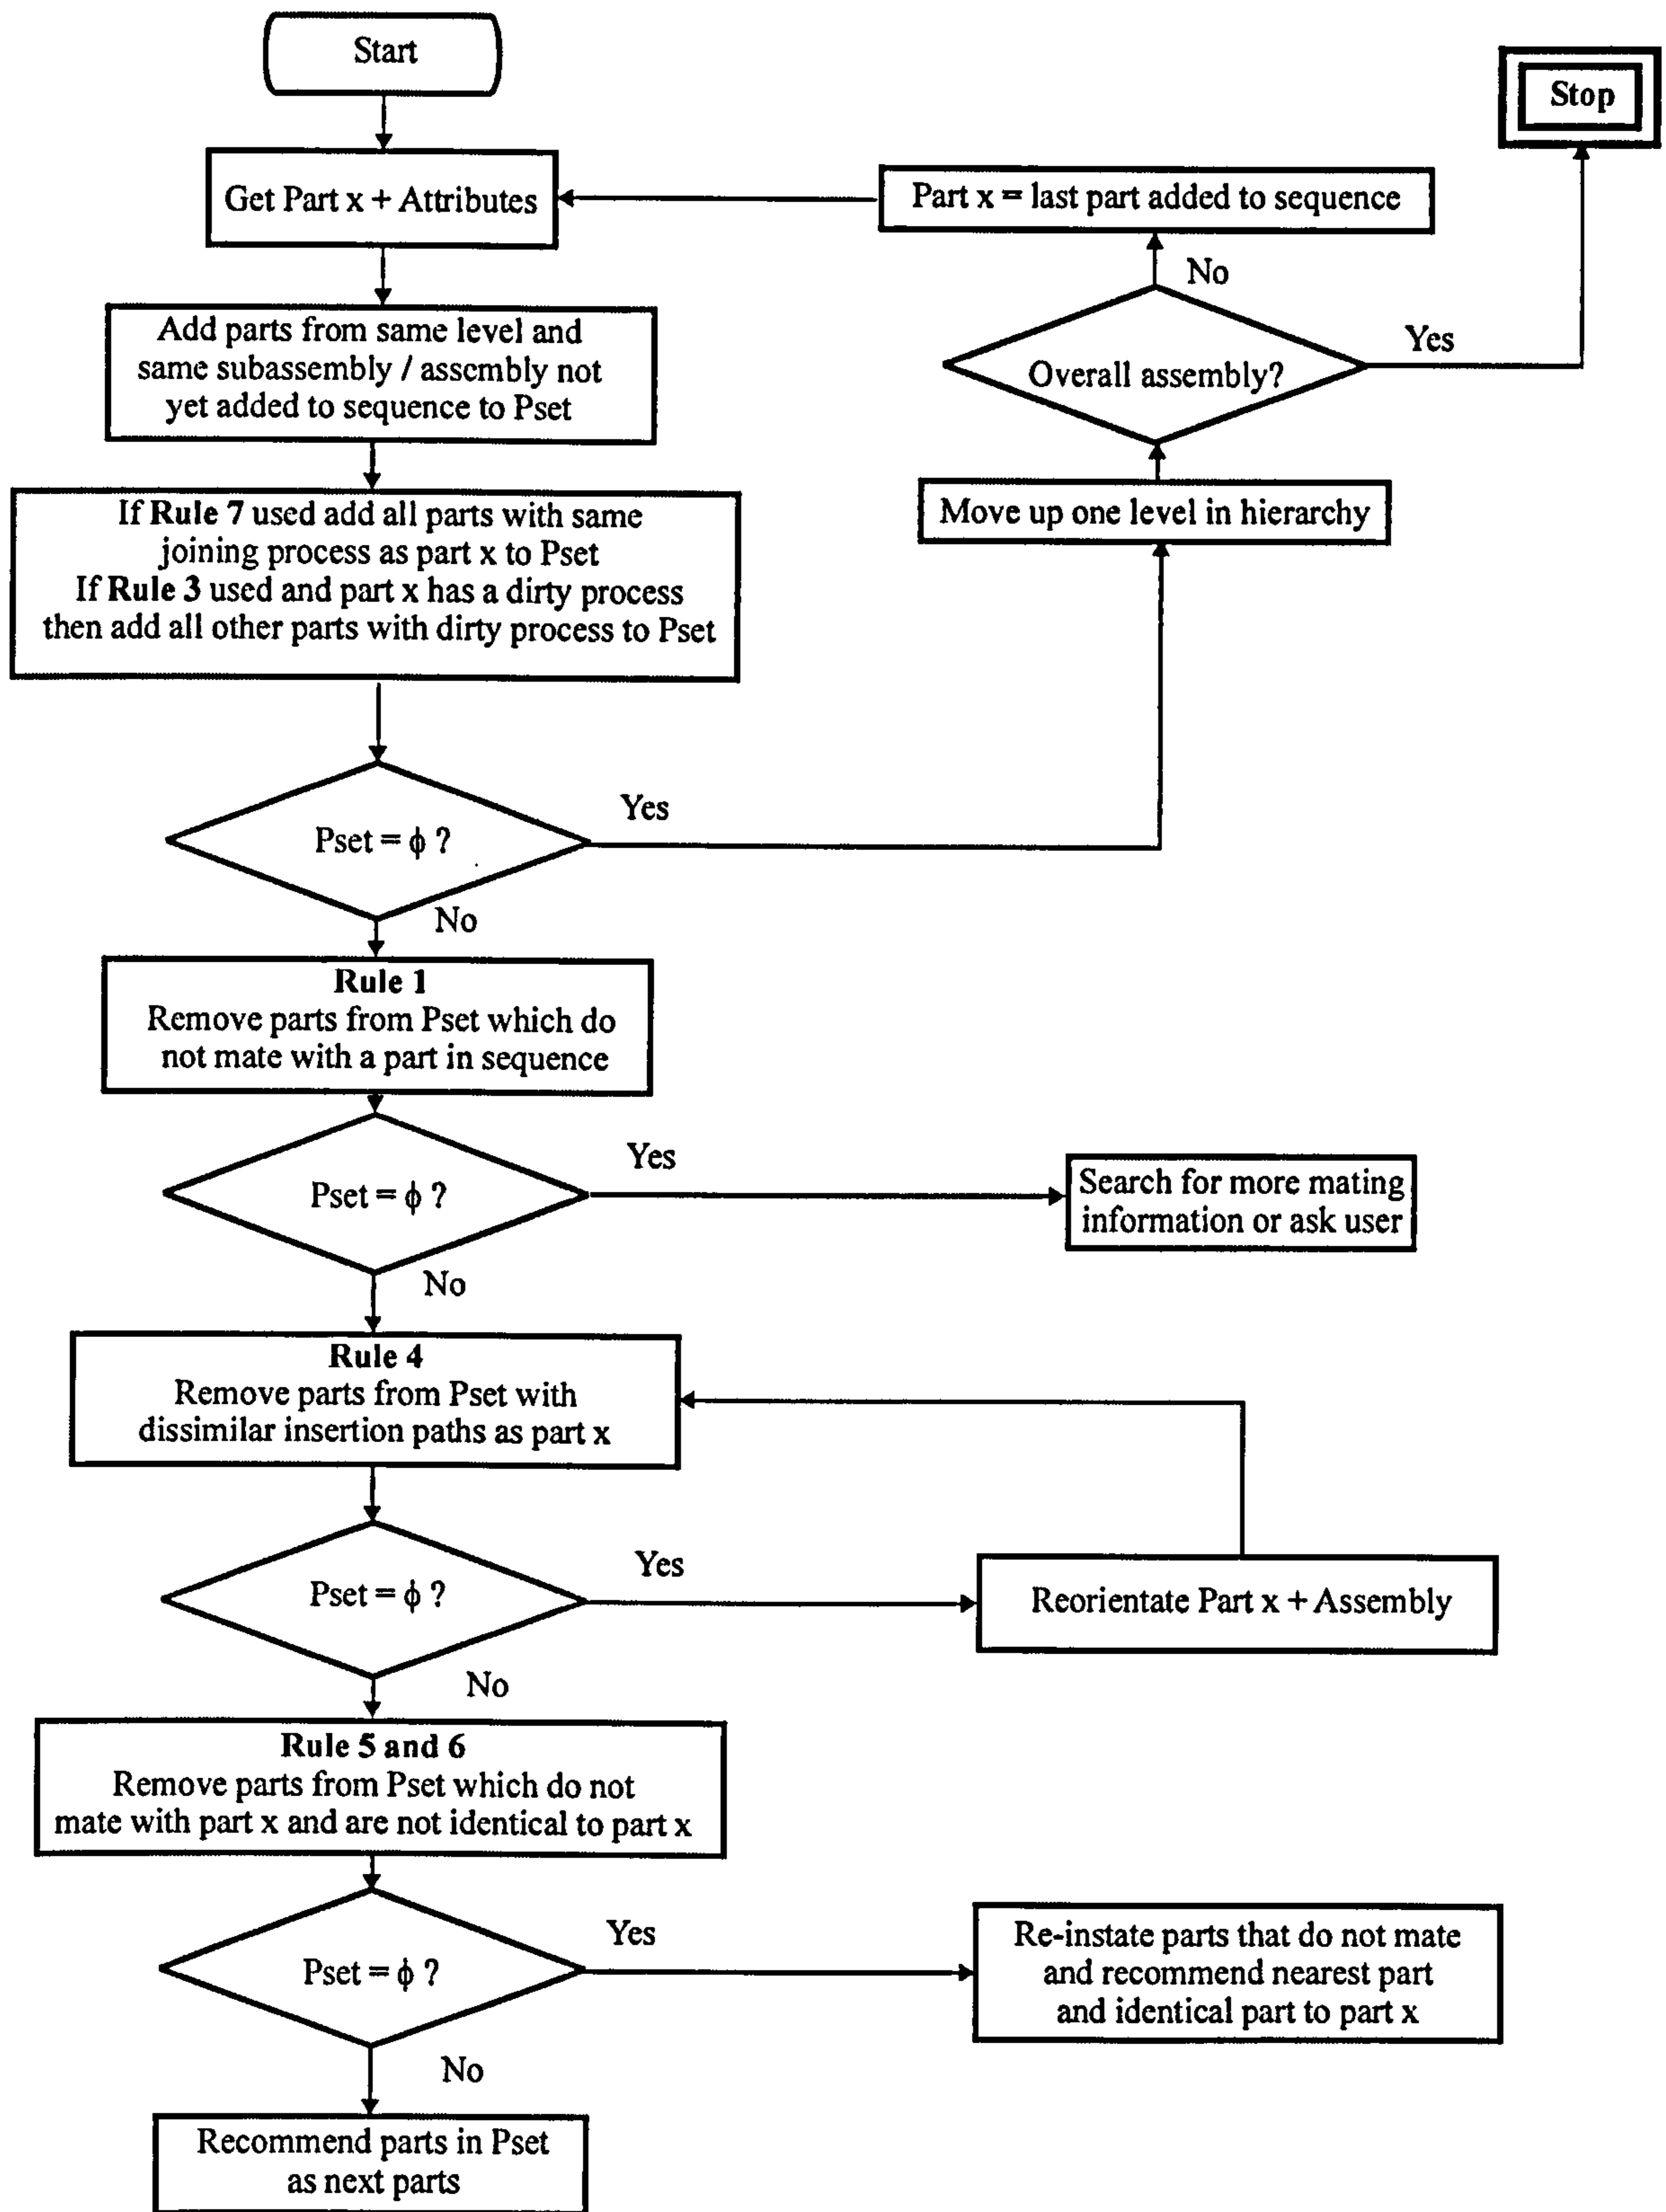 Start
Stop
Get Part x + Attributes
Part x = last part added to sequence
No
Add parts from same level and
same subassembly / assembly not
yet added to sequence to Pset
Overall assembly?
Yes
If Rule 7 used add all parts with same
joining process as part x to Pset
If Rule 3 used and part x has a dirty process
then add all other parts with dirty process to Pset
Move up one level in hierarchy
Pset = ϕ ?
Yes
No
Rule 1
Remove parts from Pset which do
not mate with a part in sequence
Pset = ϕ ?
Yes
Search for more mating
information or ask user
No
Rule 4
Remove parts from Pset with
dissimilar insertion paths as part x
Pset = ϕ ?
Yes
Reorientate Part x + Assembly
No
Rule 5 and 6
Remove parts from Pset which do not
mate with part x and are not identical to part x
Pset = ϕ ?
Yes
Re-instate parts that do not mate
and recommend nearest part
and identical part to part x
No
Recommend parts in Pset
as next parts